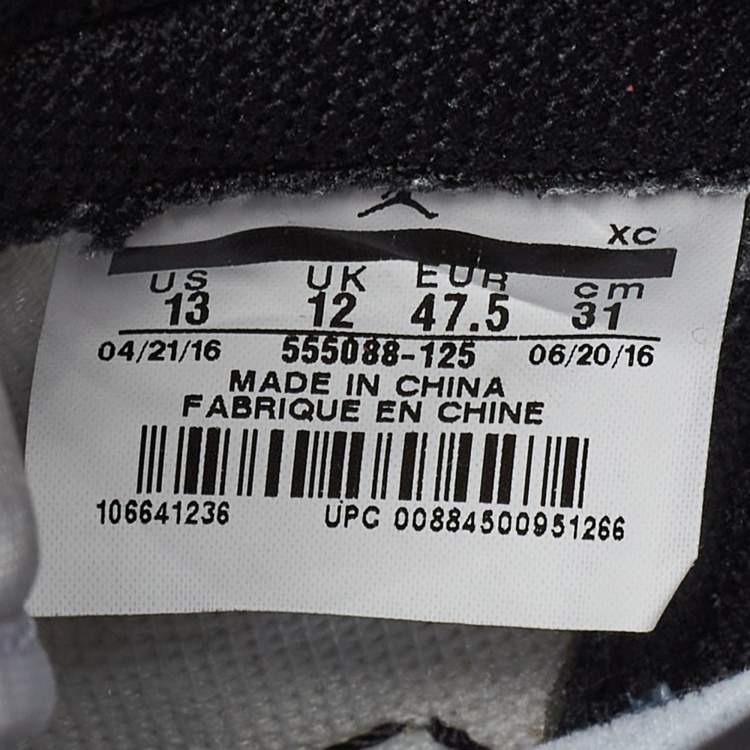 XC
US UK EUR cm
13 12 47.5 31
04/21/16 555088-125 06/20/16
MADE IN CHINA
FABRIQUE EN CHINE
106641236 UPC 00884500951266